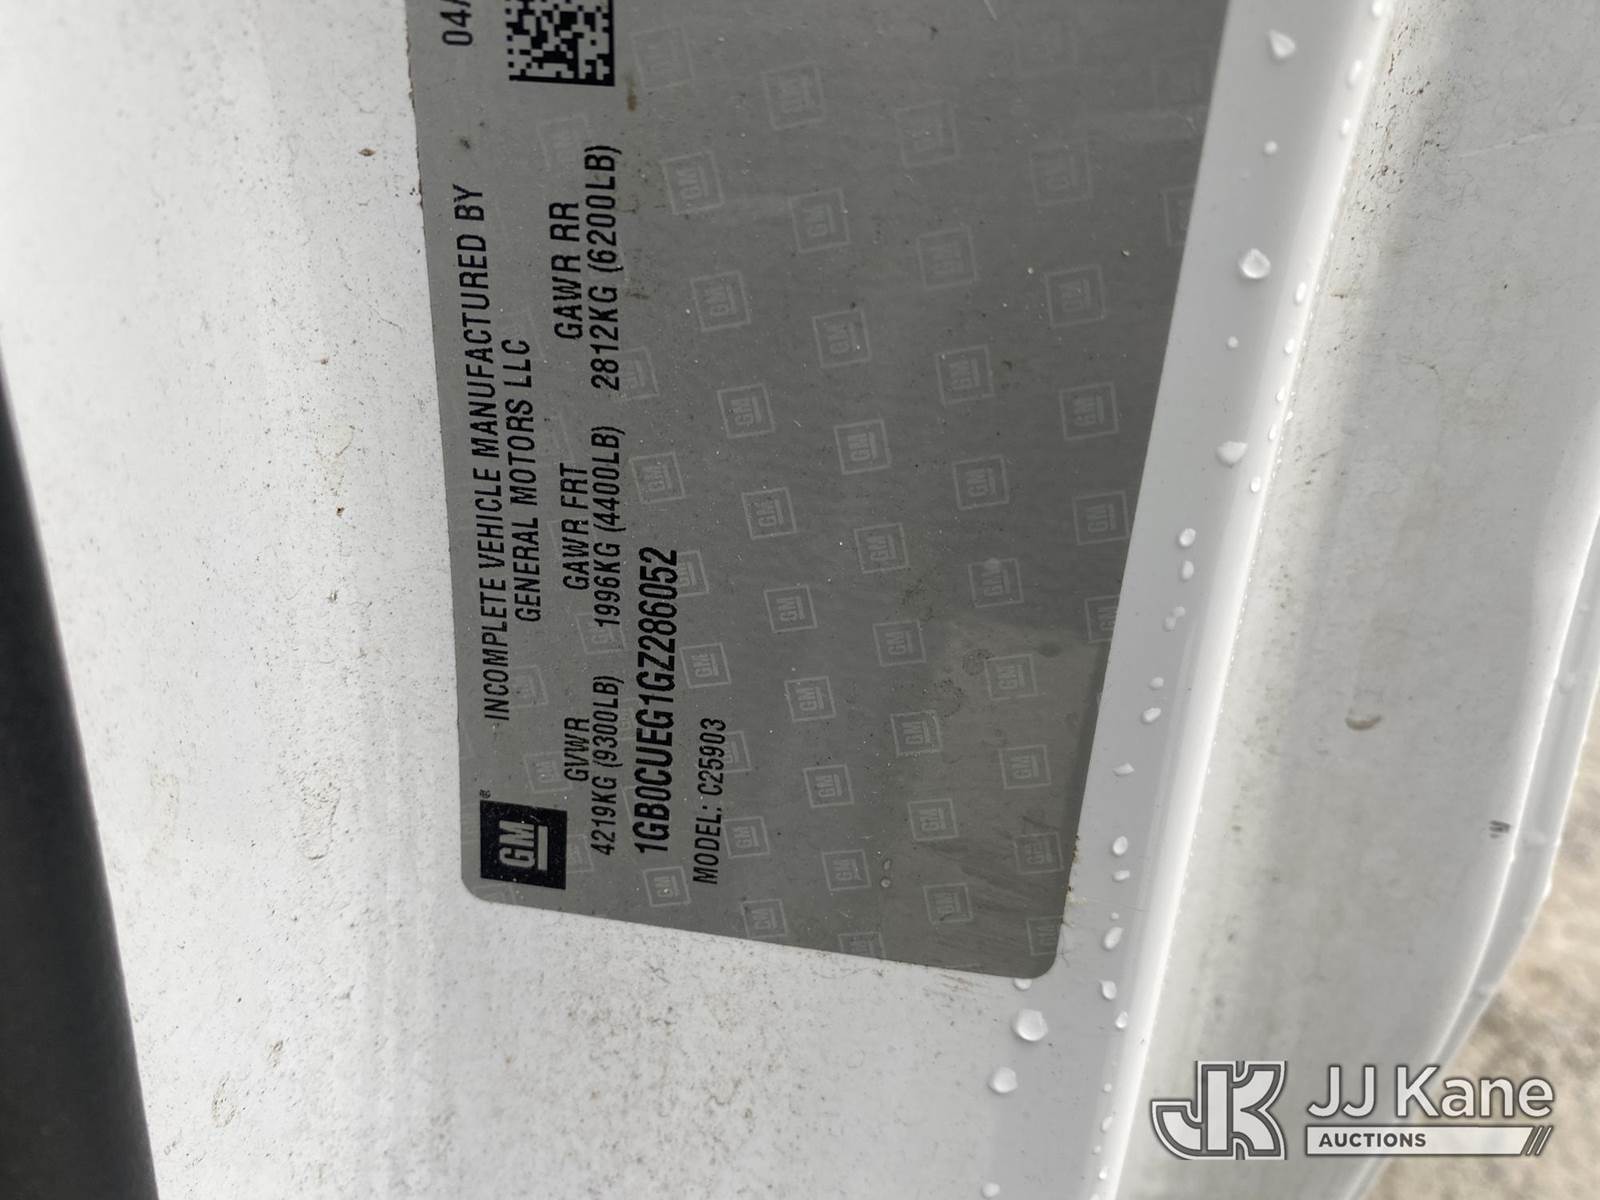 04/
INCOMPLETE VEHICLE MANUFACTURED BY
GENERAL MOTORS LLC
GM
GVWR GAWR FRT GAWR RR
4219KG (9300LB) 1996KG (4400LB) 2812KG (6200LB)
1GB0CUEG1GZ286052
MODEL: C25903
JK JJ Kane
AUCTIONS